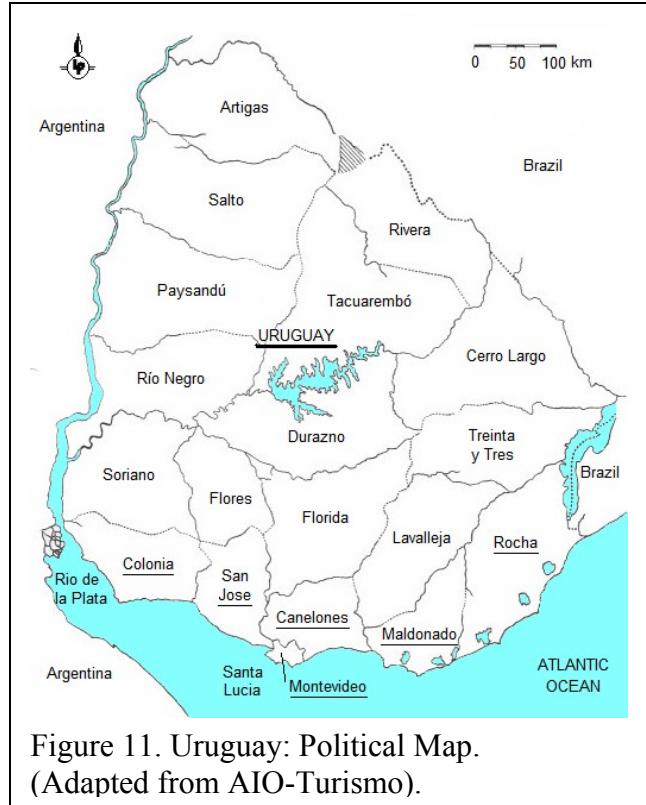 0 50 100 km
Artigas
Argentina
Brazil
Salto
Rivera
Paysandú
Tacuarembó
URUGUAY
Cerro Largo
Río Negro
Durazno
Treinta
y Tres
Soriano
Brazil
Flores
Florida
Lavalleja
Rocha
Colonia
Rio de
la Plata
San
Jose
Canelones
Maldonado
Argentina
Santa
Lucia
Montevideo
ATLANTIC
OCEAN
Figure 11. Uruguay: Political Map.
(Adapted from AIO-Turismo).